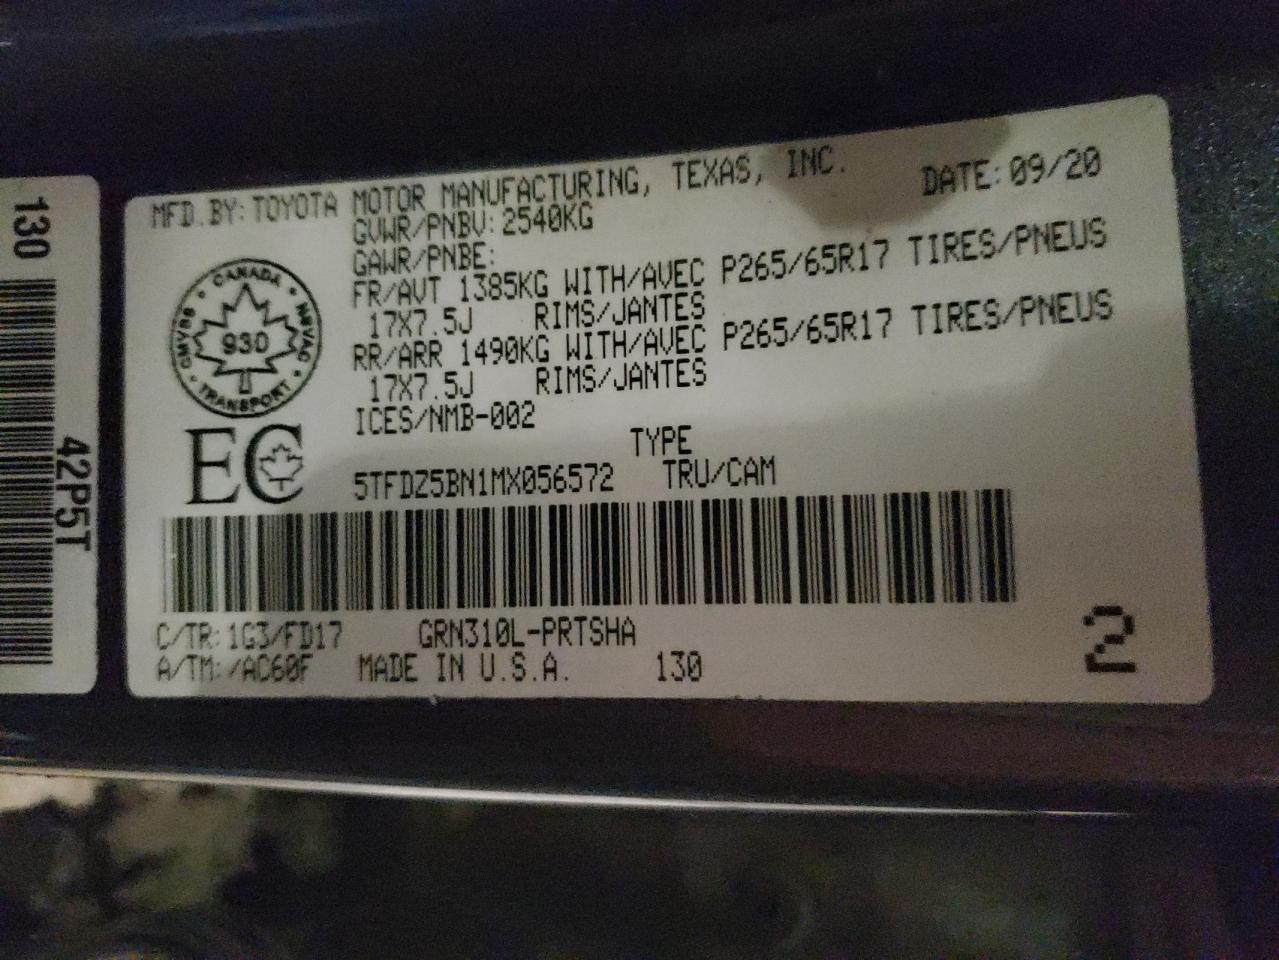 MFD.BY: TOYOTA MOTOR MANUFACTURING, TEXAS, INC. DATE: 09/20
GVWR/PNBV: 2540KG
GAWR/PNBE:
FR/AVT 1385KG WITH/AVEC P265/65R17 TIRES/PNEUS
17X7.5J RIMS/JANTES
RR/ARR 1490KG WITH/AVEC P265/65R17 TIRES/PNEUS
17X7.5J RIMS/JANTES
ICES/NMB-002
CANADA
CMVSS NSVAC
930
TRANSPORT
EC
TYPE
5TFDZ5BN1MX056572 TRU/CAM
C/TR: 1G3/FD17 GRN310L-PRTSHA
A/TM: /AC60F MADE IN U.S.A. 130
2
130
42P5T